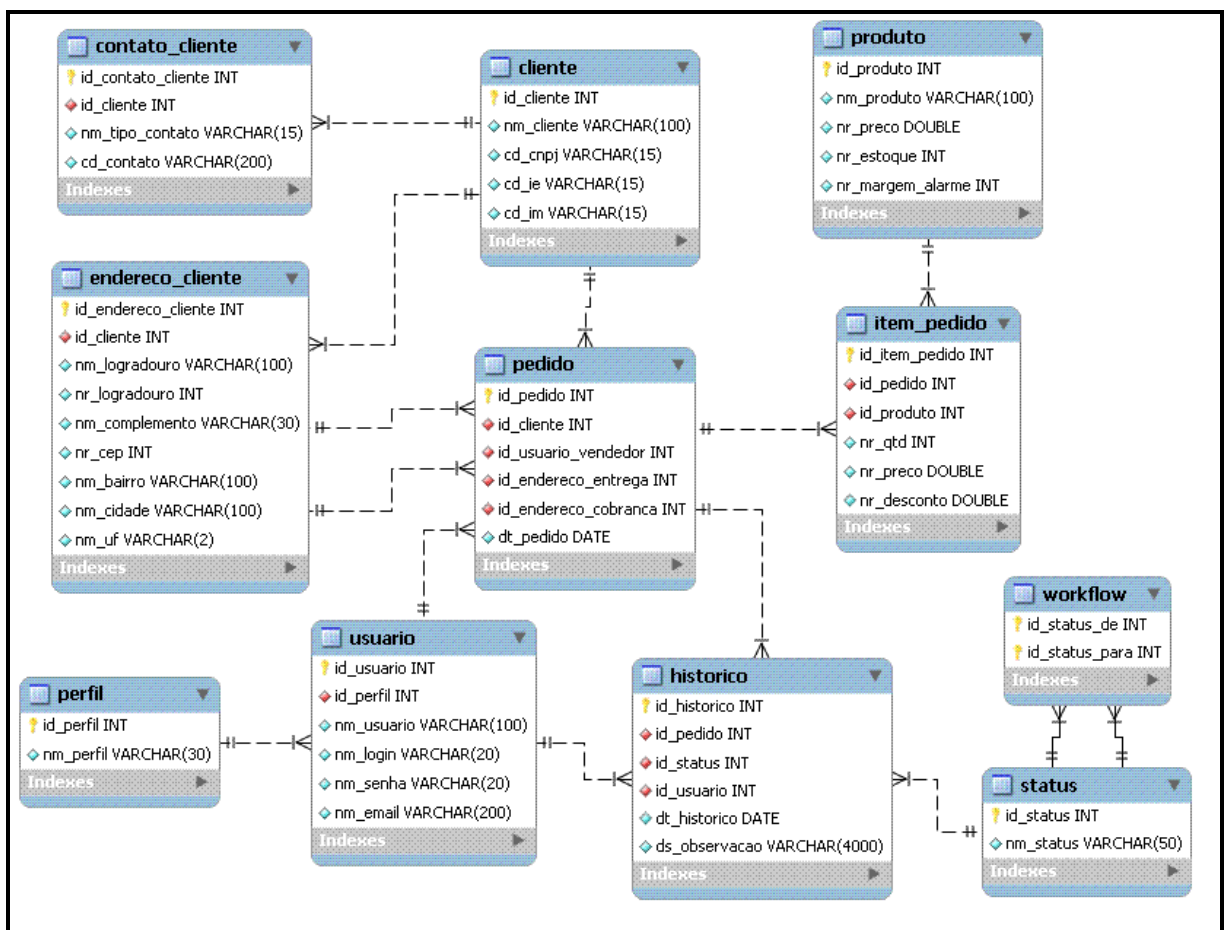 contato_cliente
id_contato_cliente INT
id_cliente INT
nm_tipo_contato VARCHAR(15)
cd_contato VARCHAR(200)
Indexes
cliente
id_cliente INT
nm_cliente VARCHAR(100)
cd_cnpj VARCHAR(15)
cd_ie VARCHAR(15)
cd_im VARCHAR(15)
Indexes
produto
id_produto INT
nm_produto VARCHAR(100)
nr_preco DOUBLE
nr_estoque INT
nr_margem_alarme INT
Indexes
endereco_cliente
id_endereco_cliente INT
id_cliente INT
nm_logradouro VARCHAR(100)
nr_logradouro INT
nm_complemento VARCHAR(30)
nr_cep INT
nm_bairro VARCHAR(100)
nm_cidade VARCHAR(100)
nm_uf VARCHAR(2)
Indexes
pedido
id_pedido INT
id_cliente INT
id_usuario_vendedor INT
id_endereco_entrega INT
id_endereco_cobranca INT
dt_pedido DATE
Indexes
item_pedido
id_item_pedido INT
id_pedido INT
id_produto INT
nr_qtd INT
nr_preco DOUBLE
nr_desconto DOUBLE
Indexes
perfil
id_perfil INT
nm_perfil VARCHAR(30)
Indexes
usuario
id_usuario INT
id_perfil INT
nm_usuario VARCHAR(100)
nm_login VARCHAR(20)
nm_senha VARCHAR(20)
nm_email VARCHAR(200)
Indexes
historico
id_historico INT
id_pedido INT
id_status INT
id_usuario INT
dt_historico DATE
ds_observacao VARCHAR(4000)
Indexes
workflow
id_status_de INT
id_status_para INT
Indexes
status
id_status INT
nm_status VARCHAR(50)
Indexes